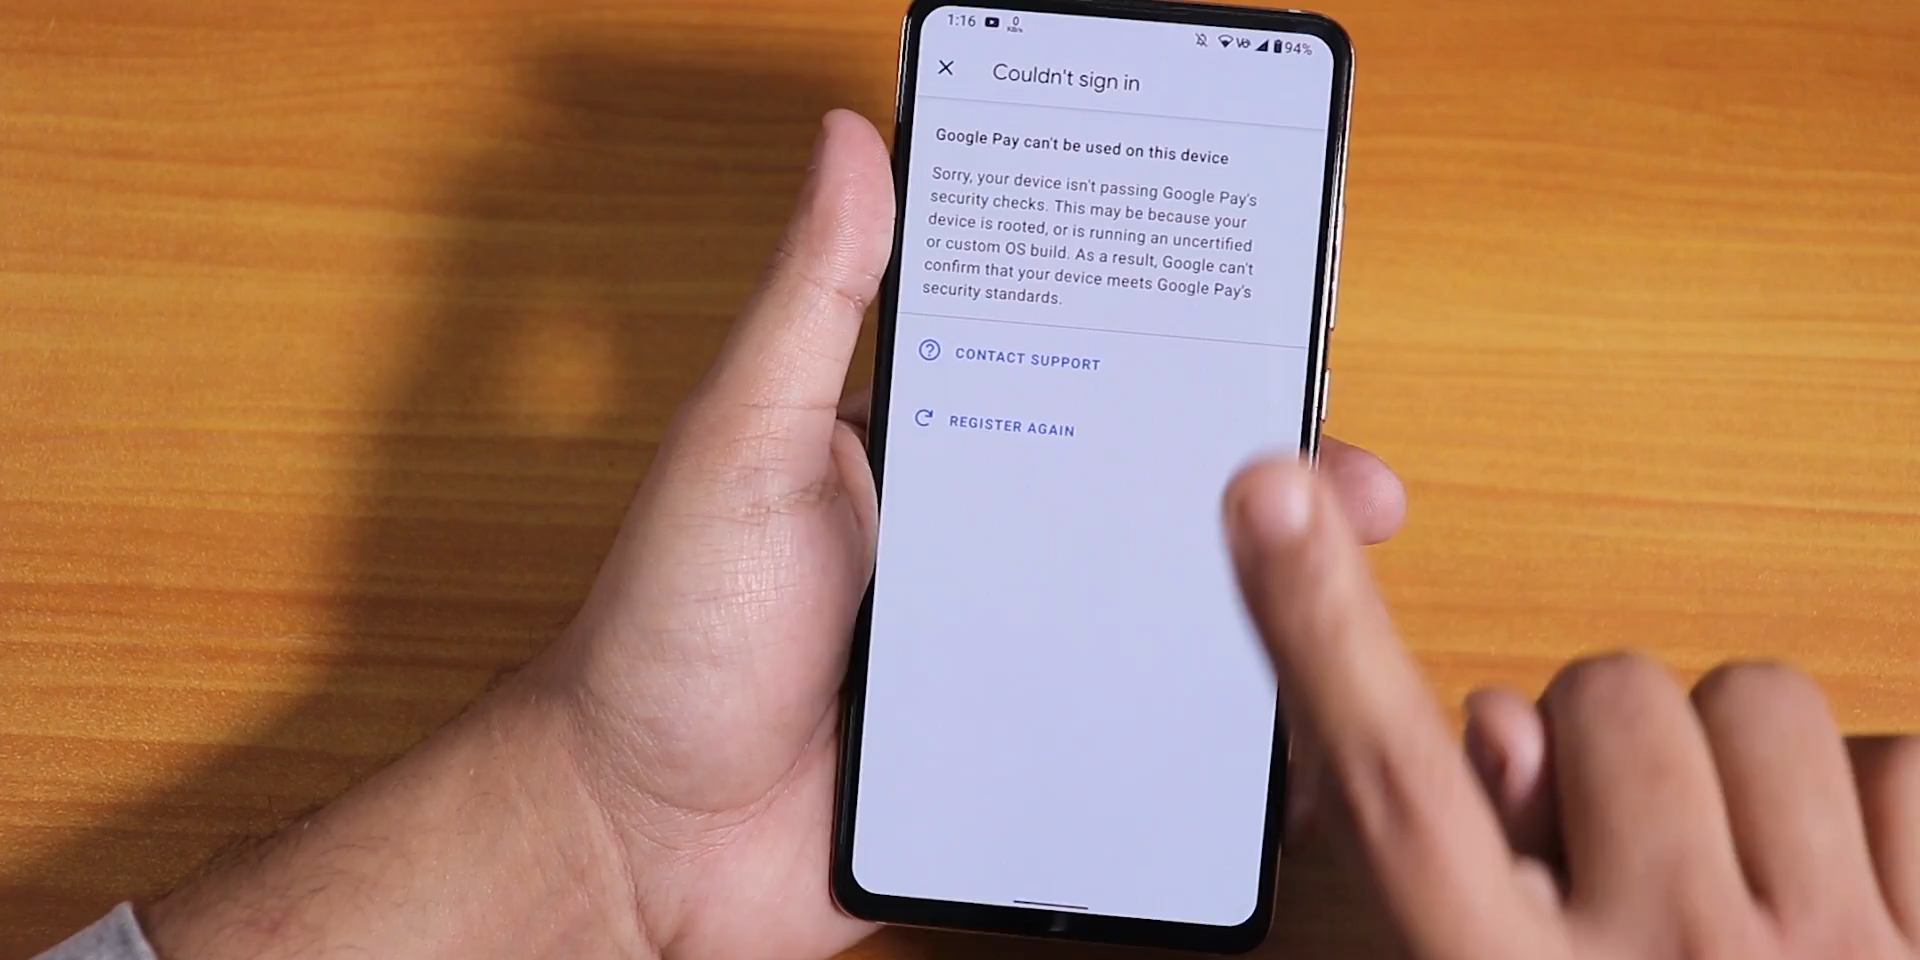 1:16 0 KB/s 94%
Couldn't sign in
Google Pay can't be used on this device
Sorry, your device isn't passing Google Pay's
security checks. This may be because your
device is rooted, or is running an uncertified
or custom OS build. As a result, Google can't
confirm that your device meets Google Pay's
security standards.
CONTACT SUPPORT
REGISTER AGAIN